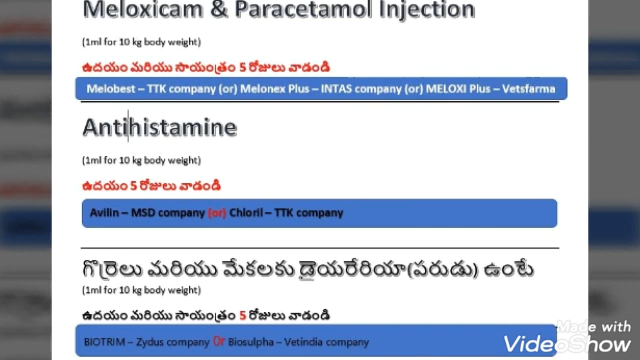 Meloxicam & Paracetamol Injection
(1ml for 10 kg body weight)
ఉదయం మరియు సాయంత్రం 5 రోజులు వాడండి
Melobest – TTK company (or) Melonex Plus – INTAS company (or) MELOXI Plus – Vetsfarma
Antihistamine
(1ml for 10 kg body weight)
ఉదయం 5 రోజులు వాడండి
Avilin – MSD company (or) Chloril – TTK company
గొర్రెలు మరియు మేకలకు డైయరేరియా(పరుడు) ఉంటే
(1ml for 10 kg body weight)
ఉదయం మరియు సాయంత్రం 5 రోజులు వాడండి
BIOTRIM – Zydus company Or Biosulpha – Vetindia company
Made with
VideoShow